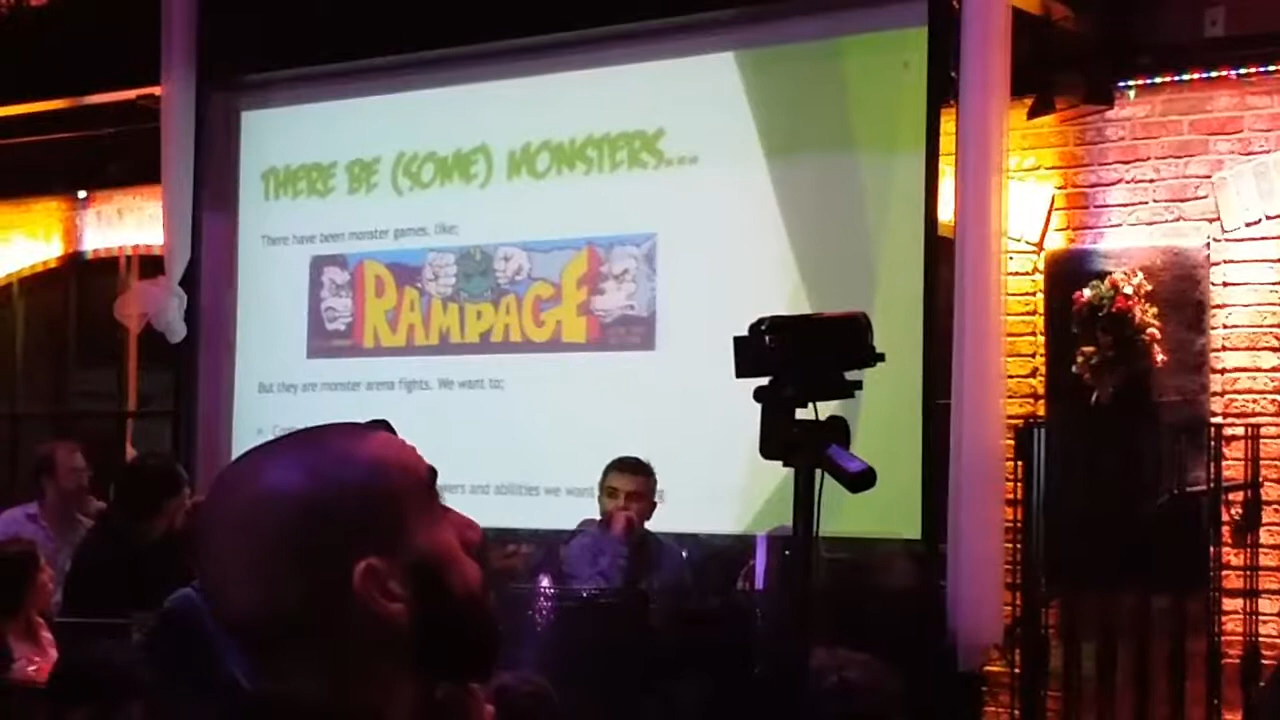 THERE BE (SOME) MONSTERS...
There have been monster games, like;
RAMPAGE
But they are monster arena fights. We want to;
and abilities we want